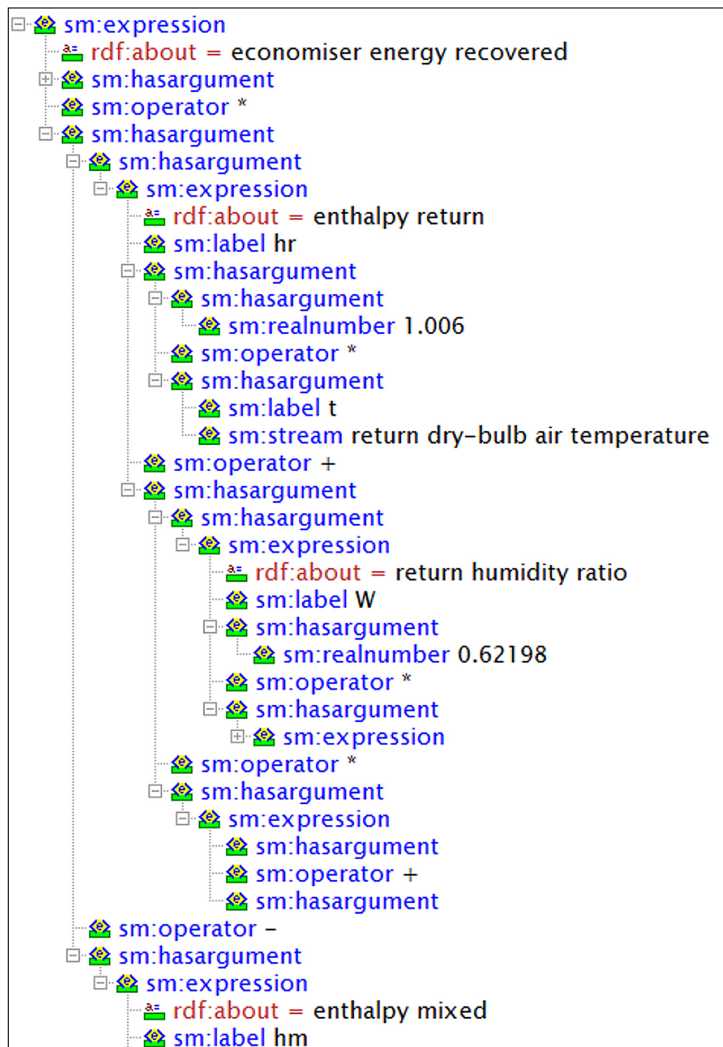 sm:expression
rdf:about = economiser energy recovered
sm:hasargument
sm:operator *
sm:hasargument
sm:hasargument
sm:expression
rdf:about = enthalpy return
sm:label hr
sm:hasargument
sm:hasargument
sm:realnumber 1.006
sm:operator *
sm:hasargument
sm:label t
sm:stream return dry-bulb air temperature
sm:operator +
sm:hasargument
sm:hasargument
sm:expression
rdf:about = return humidity ratio
sm:label W
sm:hasargument
sm:realnumber 0.62198
sm:operator *
sm:hasargument
sm:expression
sm:operator *
sm:hasargument
sm:expression
sm:hasargument
sm:operator +
sm:hasargument
sm:operator -
sm:hasargument
sm:expression
rdf:about = enthalpy mixed
sm:label hm